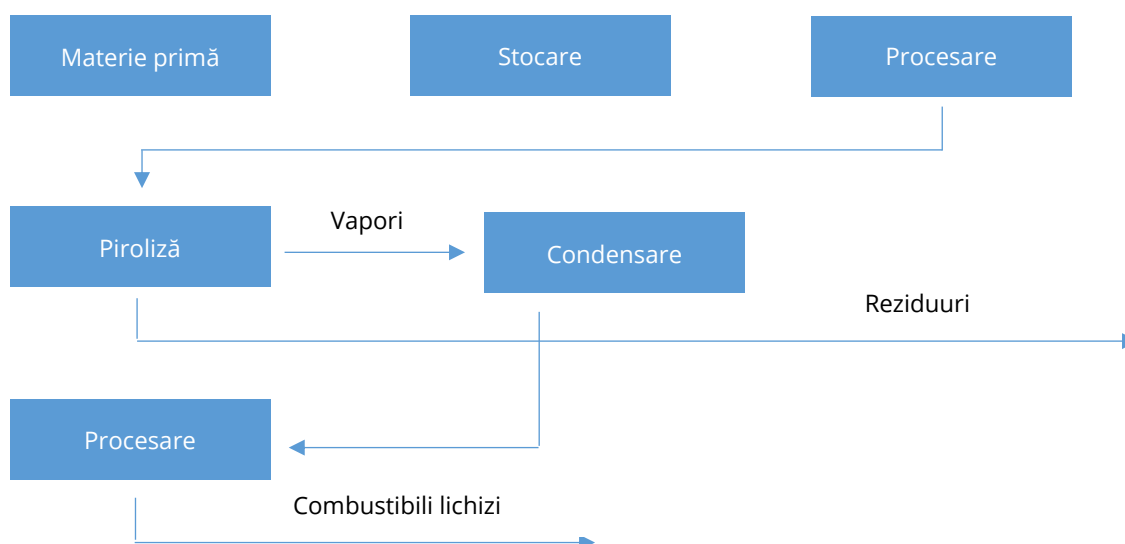 Materie primă
Stocare
Procesare
Piroliză
Vapori
Condensare
Reziduuri
Procesare
Combustibili lichizi